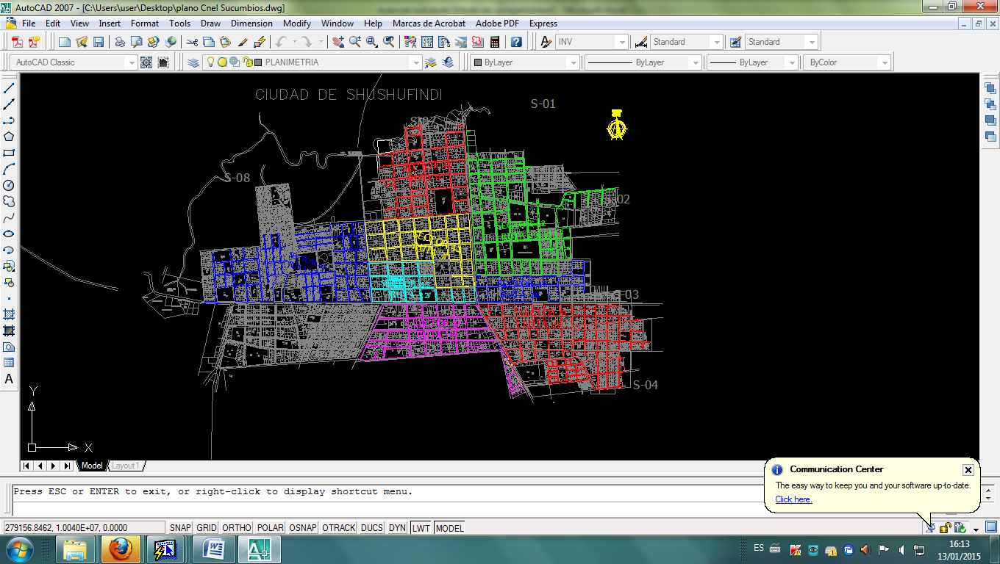 AutoCAD 2007 - [C:\Users\user\Desktop\plano Cnel Sucumbios.dwg]
File Edit View Insert Format Tools Draw Dimension Modify Window Help Marcas de Acrobat Adobe PDF Express
INV Standard Standard
AutoCAD Classic PLANIMETRIA ByLayer ByLayer ByLayer ByColor
CIUDAD DE SHUSHUFINDI
S-01
S-08
S-03
S-04
Y
X
A
Model Layout1
Press ESC or ENTER to exit, or right-click to display shortcut menu.
Communication Center
The easy way to keep you and your software up-to-date.
Click here.
279156.8462, 1.0040E+07, 0.0000 SNAP GRID ORTHO POLAR OSNAP OTRACK DUCS DYN LWT MODEL
ES
16:13
13/01/2015